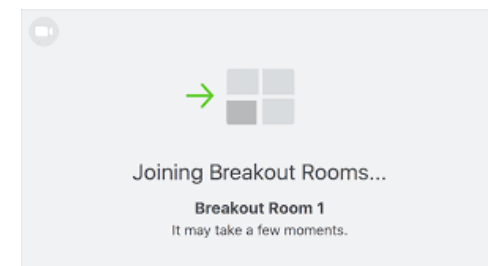 Joining Breakout Rooms...
Breakout Room 1
It may take a few moments.